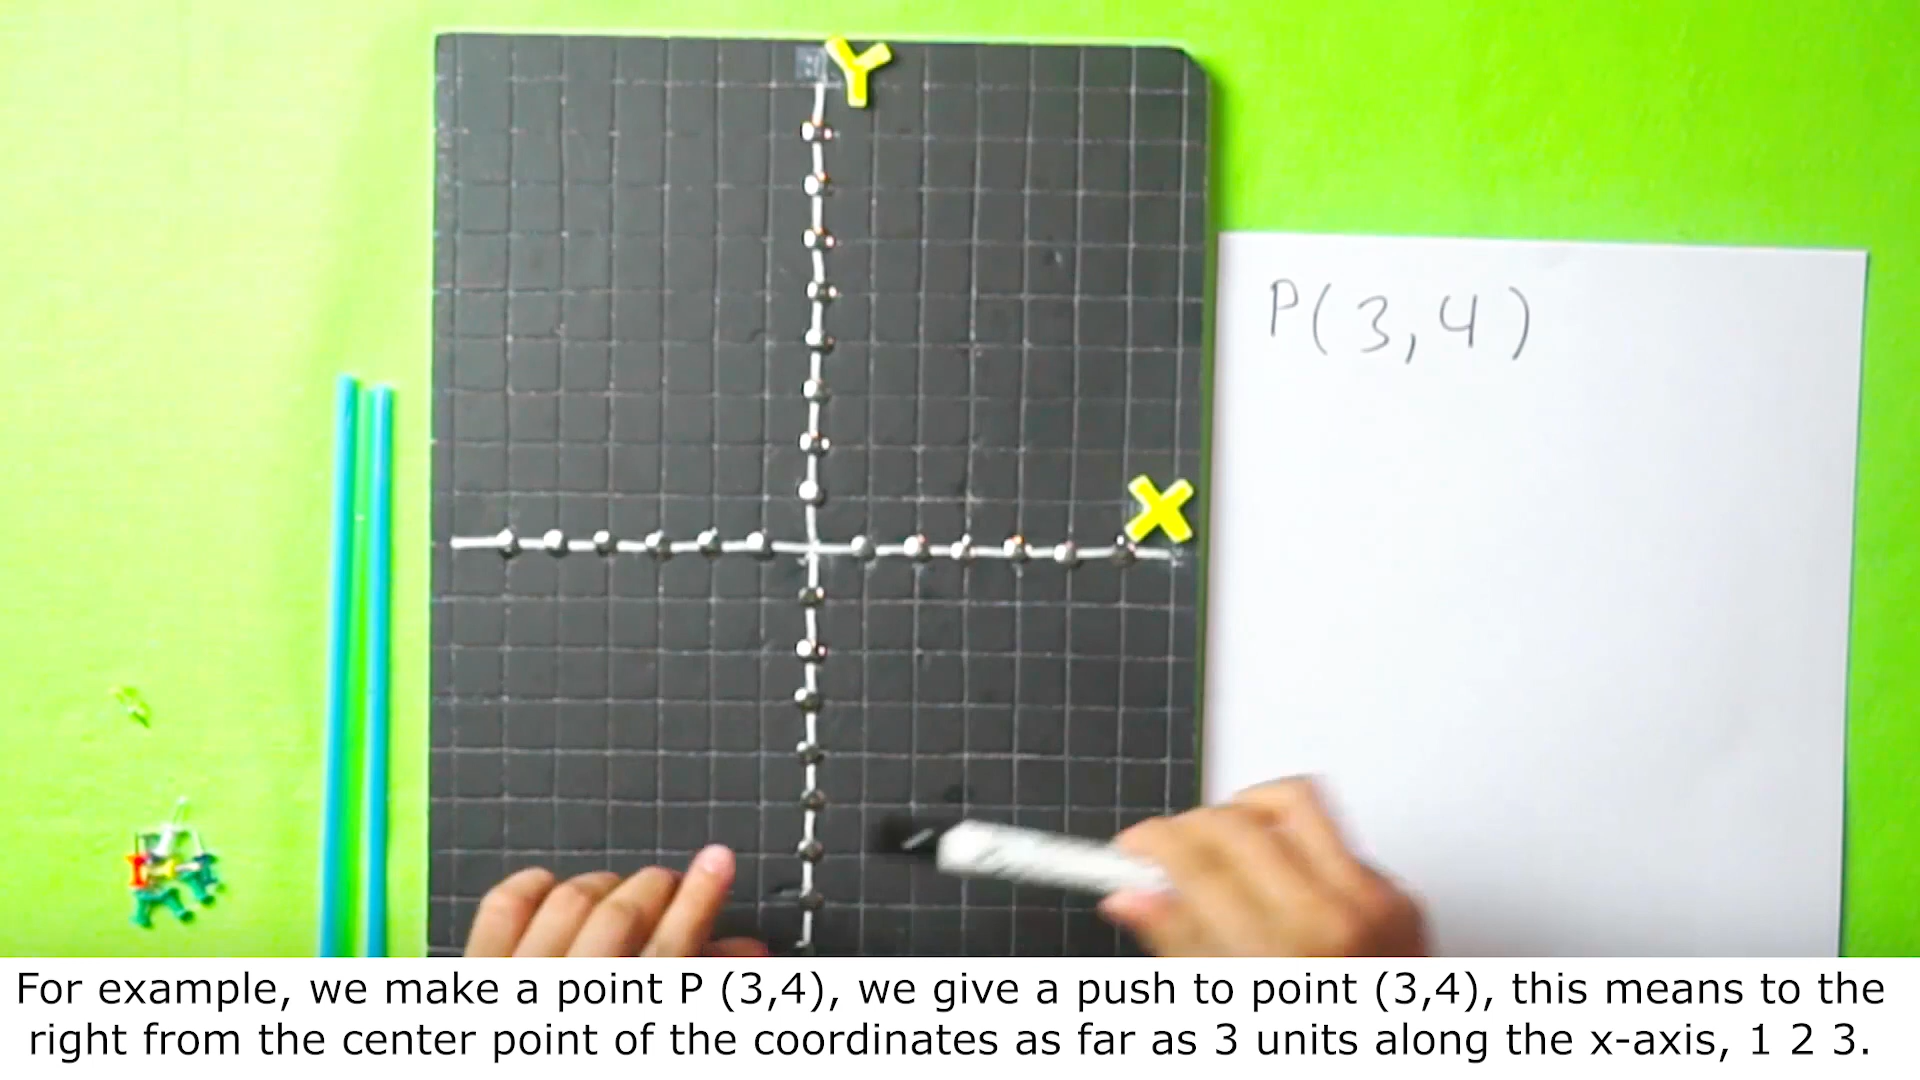 Y
X
P(3,4)
For example, we make a point P (3,4), we give a push to point (3,4), this means to the
right from the center point of the coordinates as far as 3 units along the x-axis, 1 2 3.